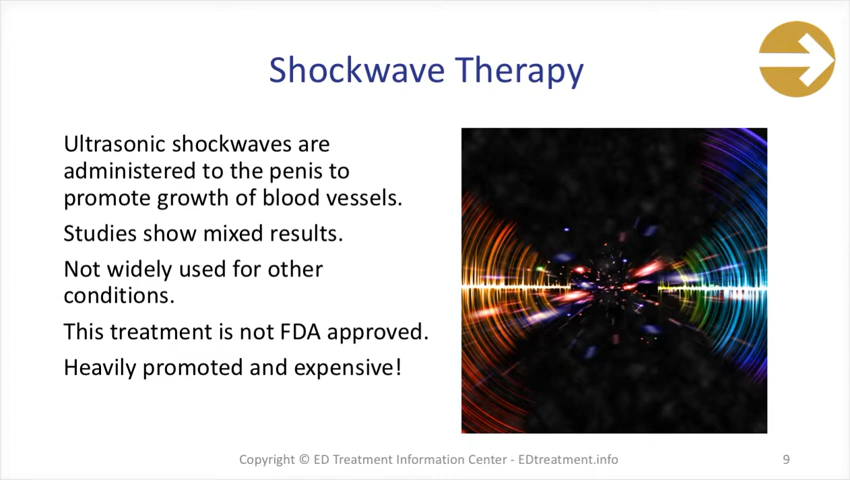 Shockwave Therapy
Ultrasonic shockwaves are
administered to the penis to
promote growth of blood vessels.
Studies show mixed results.
Not widely used for other
conditions.
This treatment is not FDA approved.
Heavily promoted and expensive!
Copyright © ED Treatment Information Center - EDtreatment.info
9